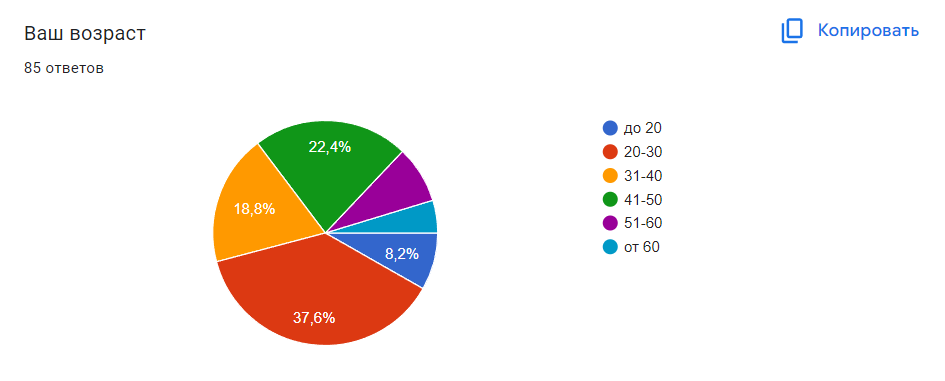 Ваш возраст
Копировать
85 ответов
22,4%
18,8%
8,2%
37,6%
до 20
20-30
31-40
41-50
51-60
от 60